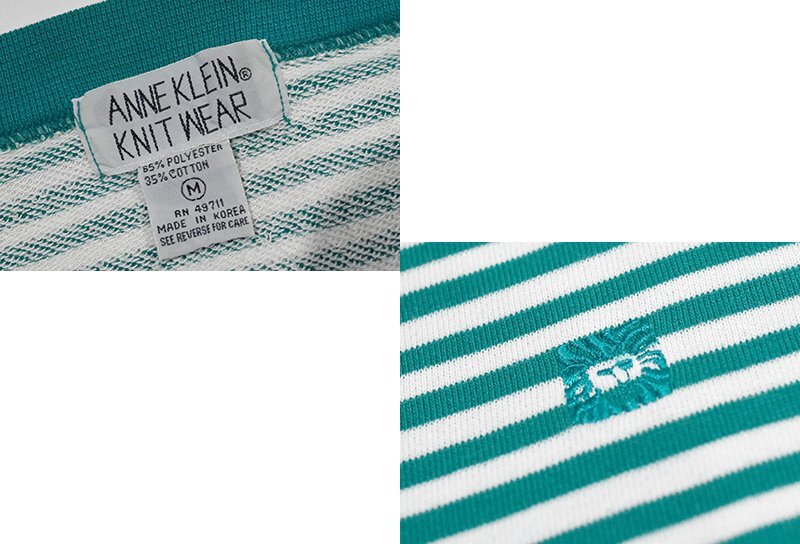 ANNE KLEIN®
KNIT WEAR
65% POLYESTER
35% COTTON
M
RN 49711
MADE IN KOREA
SEE REVERSE FOR CARE